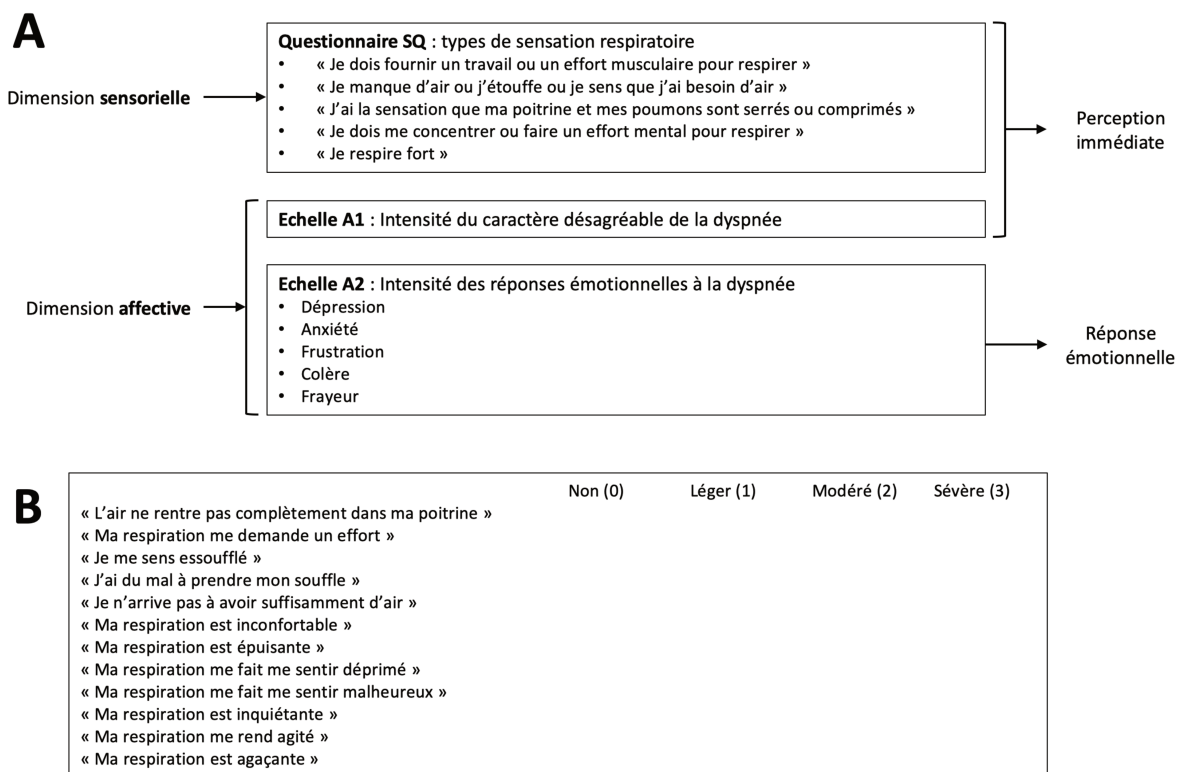 A
Questionnaire SQ : types de sensation respiratoire
• « Je dois fournir un travail ou un effort musculaire pour respirer »
• « Je manque d’air ou j’étouffe ou je sens que j’ai besoin d’air »
Dimension sensorielle
• « J’ai la sensation que ma poitrine et mes poumons sont serrés ou comprimés »
• « Je dois me concentrer ou faire un effort mental pour respirer »
• « Je respire fort »
Perception
immédiate
Echelle A1 : Intensité du caractère désagréable de la dyspnée
Dimension affective
Echelle A2 : Intensité des réponses émotionnelles à la dyspnée
• Dépression
• Anxiété
• Frustration
• Colère
• Frayeur
Réponse
émotionnelle
B
Non (0) Léger (1) Modéré (2) Sévère (3)
« L’air ne rentre pas complètement dans ma poitrine »
« Ma respiration me demande un effort »
« Je me sens essoufflé »
« J’ai du mal à prendre mon souffle »
« Je n’arrive pas à avoir suffisamment d’air »
« Ma respiration est inconfortable »
« Ma respiration est épuisante »
« Ma respiration me fait me sentir déprimé »
« Ma respiration me fait me sentir malheureux »
« Ma respiration est inquiétante »
« Ma respiration me rend agité »
« Ma respiration est agaçante »